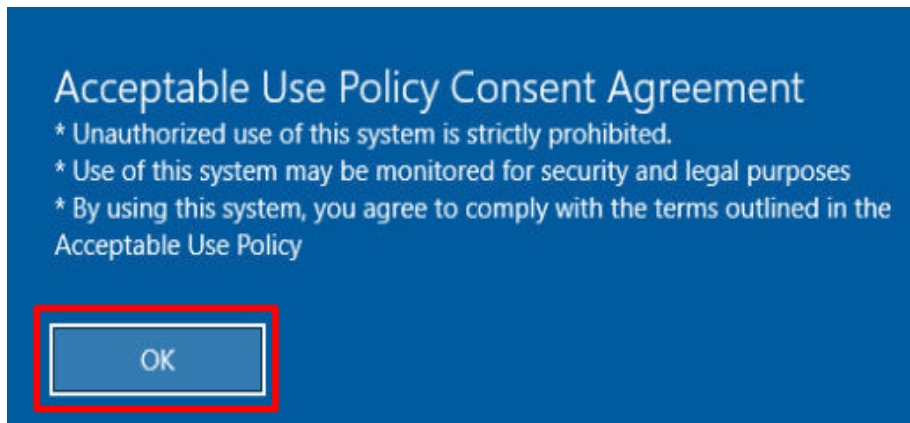 Acceptable Use Policy Consent Agreement
* Unauthorized use of this system is strictly prohibited.
* Use of this system may be monitored for security and legal purposes
* By using this system, you agree to comply with the terms outlined in the
Acceptable Use Policy
OK